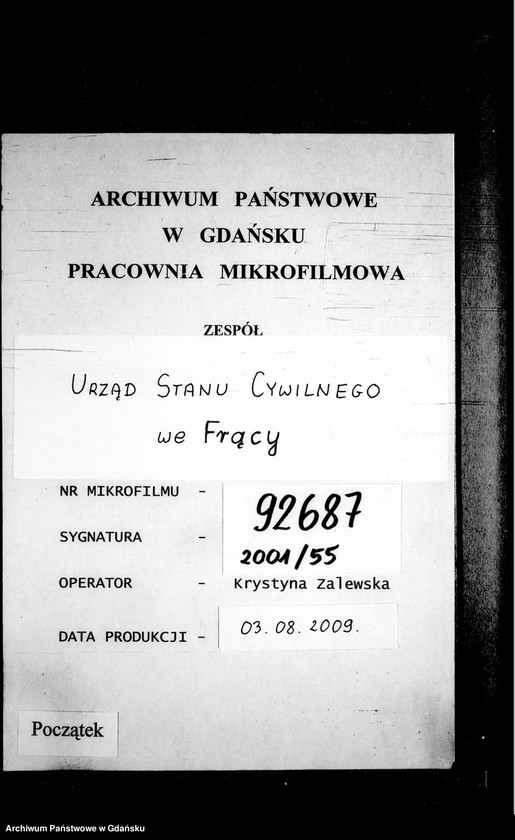 ARCHIWUM PAŃSTWOWE
W GDAŃSKU
PRACOWNIA MIKROFILMOWA
ZESPÓŁ
URZĄD STANU CYWILNEGO
we Frący
NR MIKROFILMU - 92687
SYGNATURA - 2001/55
OPERATOR - Krystyna Zalewska
DATA PRODUKCJI - 03.08.2009.
Początek
Archiwum Państwowe w Gdańsku